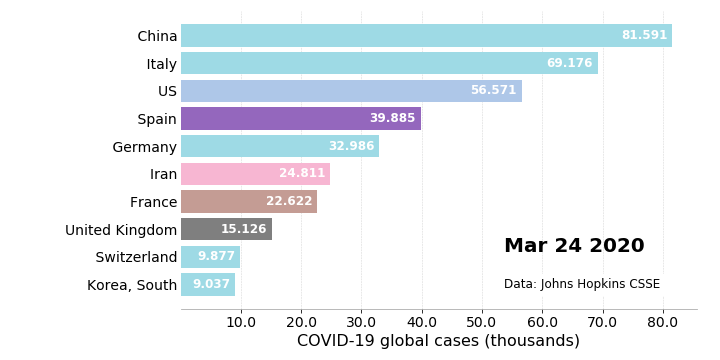 China 81.591
Italy 69.176
US 56.571
Spain 39.885
Germany 32.986
Iran 24.811
France 22.622
United Kingdom 15.126
Mar 24 2020
Switzerland 9.877
Korea, South 9.037
Data: Johns Hopkins CSSE
10.0 20.0 30.0 40.0 50.0 60.0 70.0 80.0
COVID-19 global cases (thousands)